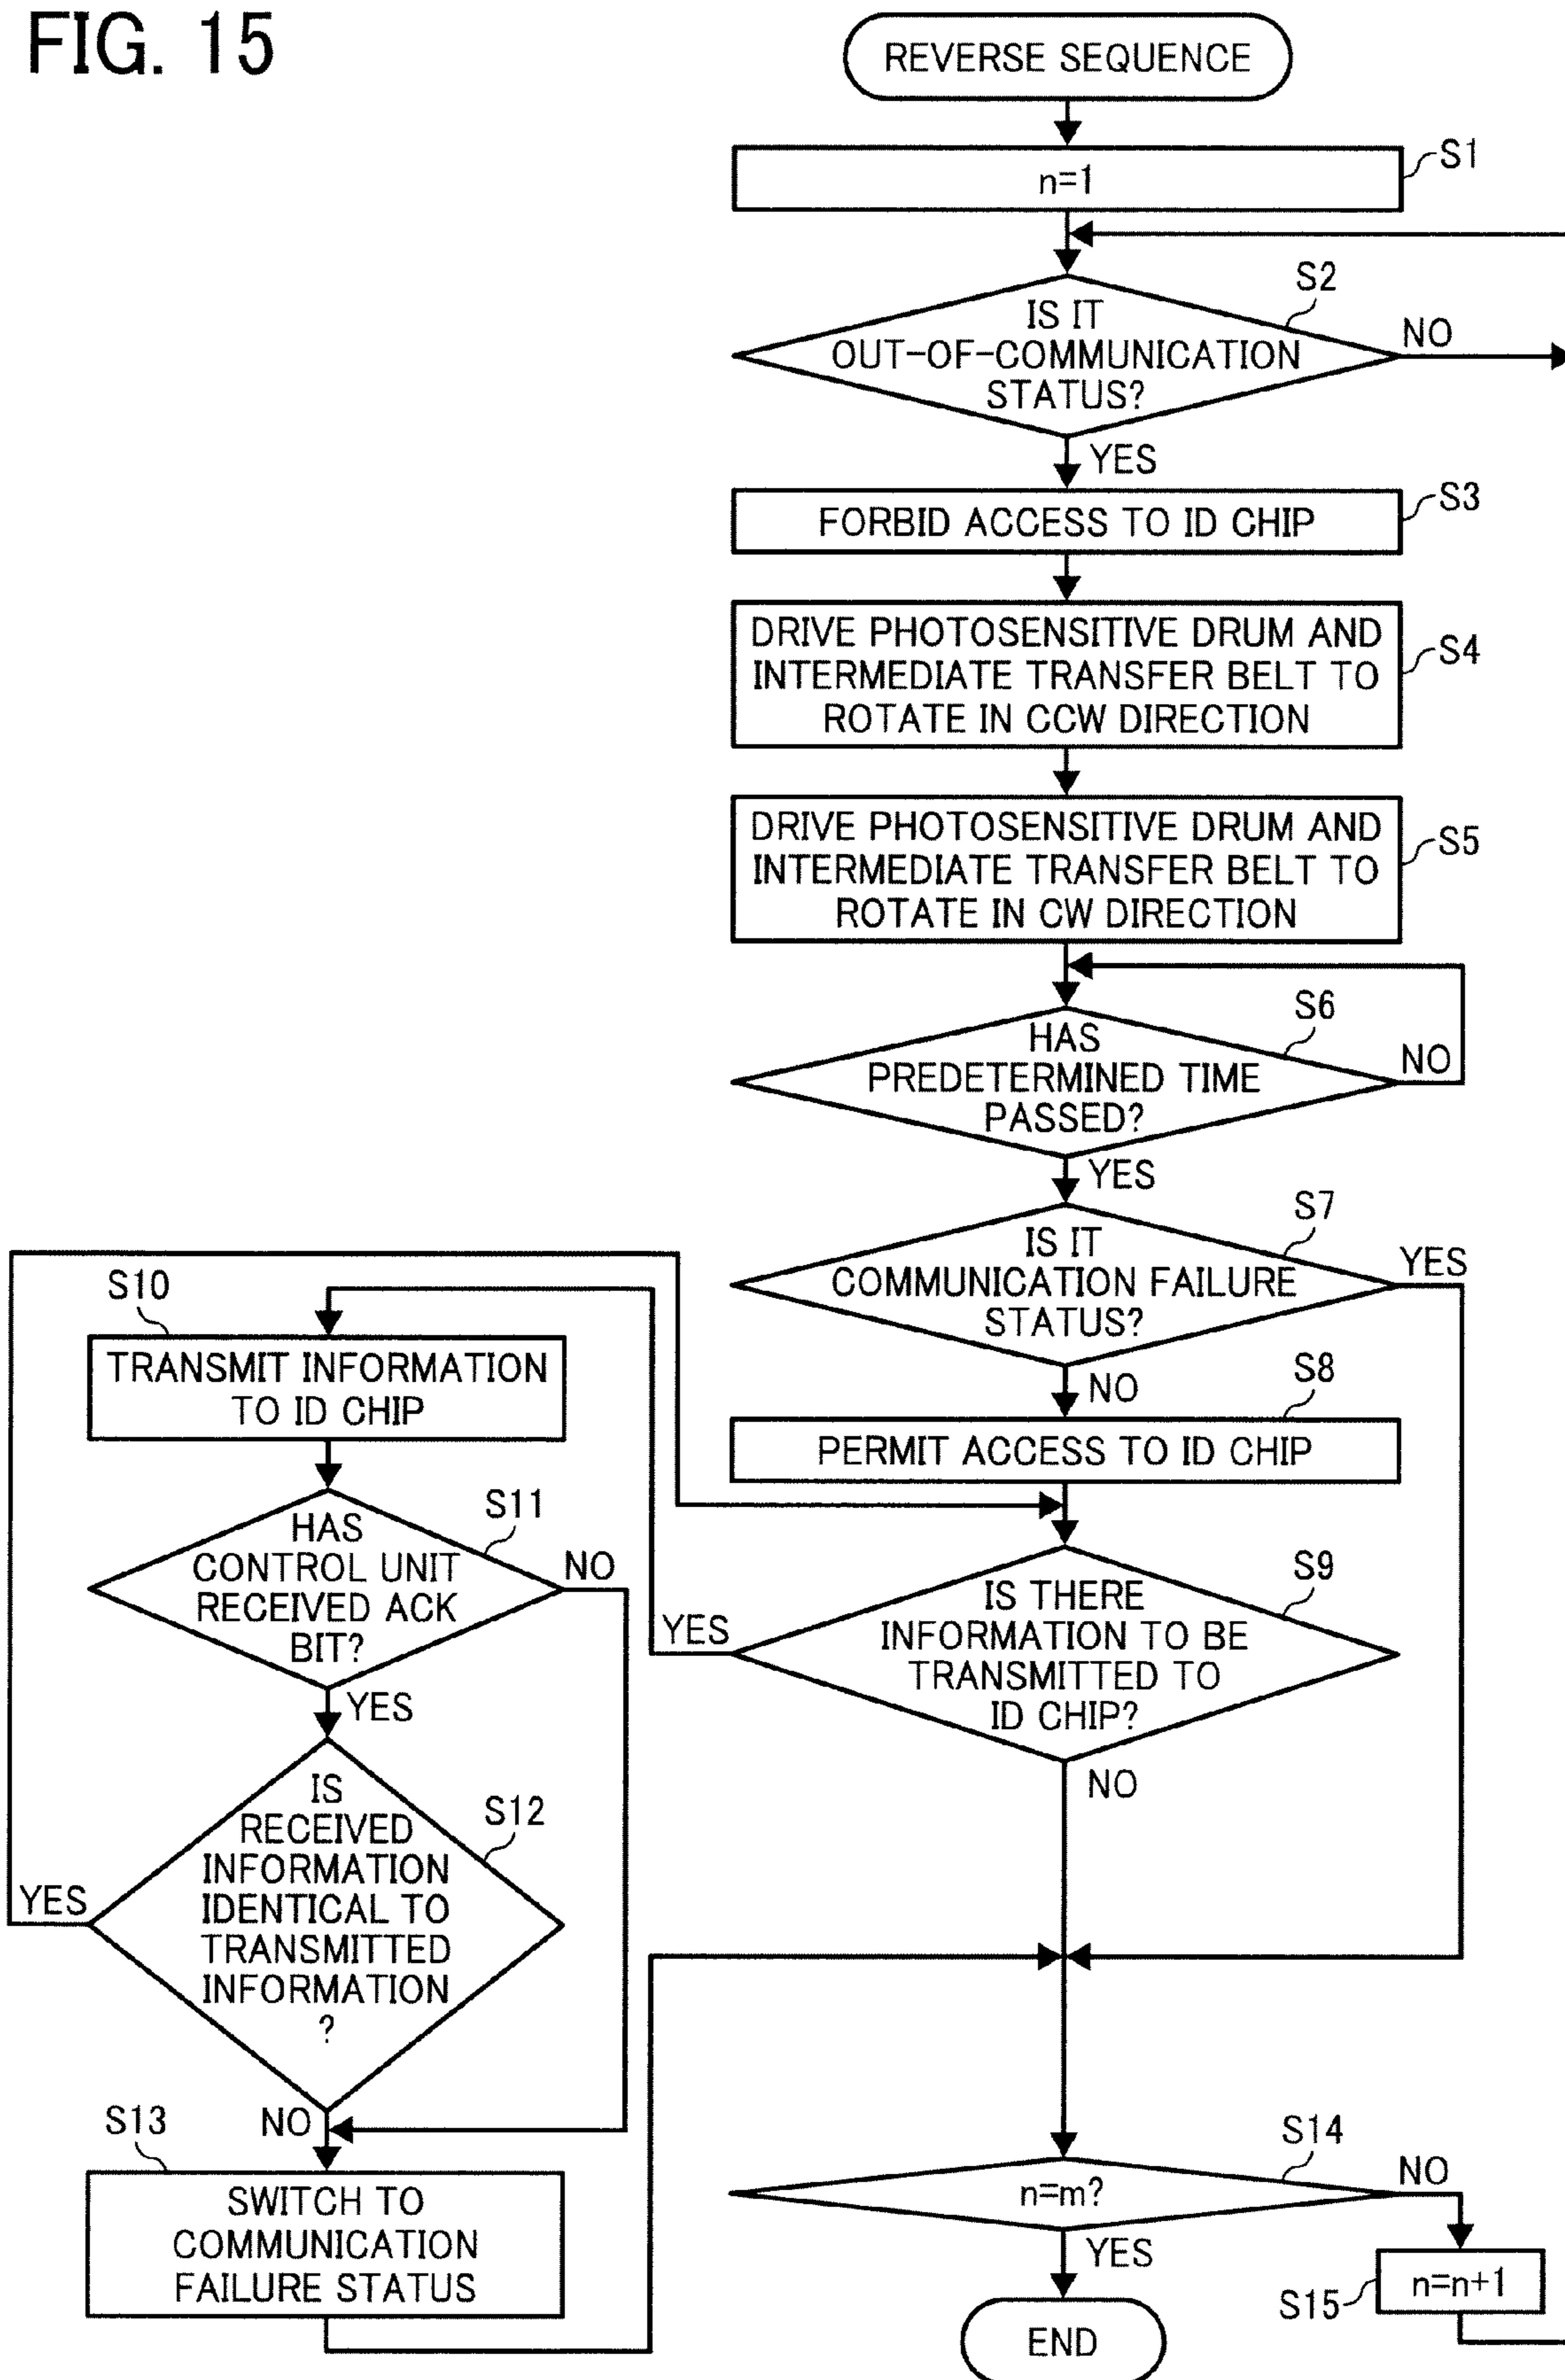 FIG. 15
REVERSE SEQUENCE
n=1
S1
IS IT
OUT-OF-COMMUNICATION
STATUS?
S2
NO
YES
FORBID ACCESS TO ID CHIP
S3
DRIVE PHOTOSENSITIVE DRUM AND
INTERMEDIATE TRANSFER BELT TO
ROTATE IN CCW DIRECTION
S4
DRIVE PHOTOSENSITIVE DRUM AND
INTERMEDIATE TRANSFER BELT TO
ROTATE IN CW DIRECTION
S5
HAS
PREDETERMINED TIME
PASSED?
S6
NO
YES
IS IT
COMMUNICATION FAILURE
STATUS?
S7
YES
NO
PERMIT ACCESS TO ID CHIP
S8
IS THERE
INFORMATION TO BE
TRANSMITTED TO
ID CHIP?
S9
YES
NO
S10
TRANSMIT INFORMATION
TO ID CHIP
HAS
CONTROL UNIT
RECEIVED ACK
BIT?
S11
NO
YES
IS
RECEIVED
INFORMATION
IDENTICAL TO
TRANSMITTED
INFORMATION
?
S12
YES
NO
S13
SWITCH TO
COMMUNICATION
FAILURE STATUS
n=m?
S14
NO
YES
n=n+1
S15
END